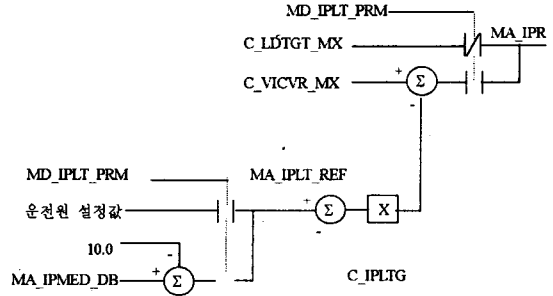 MD_IPLT_PRM
MA_IPR
C_LDTGT_MX
C_VICVR_MX
+
Σ
-
MD_IPLT_PRM
MA_IPLT_REF
운전원 설정값
+
Σ
-
X
10.0
-
MA_IPMED_DB
+
Σ
C_IPLTG